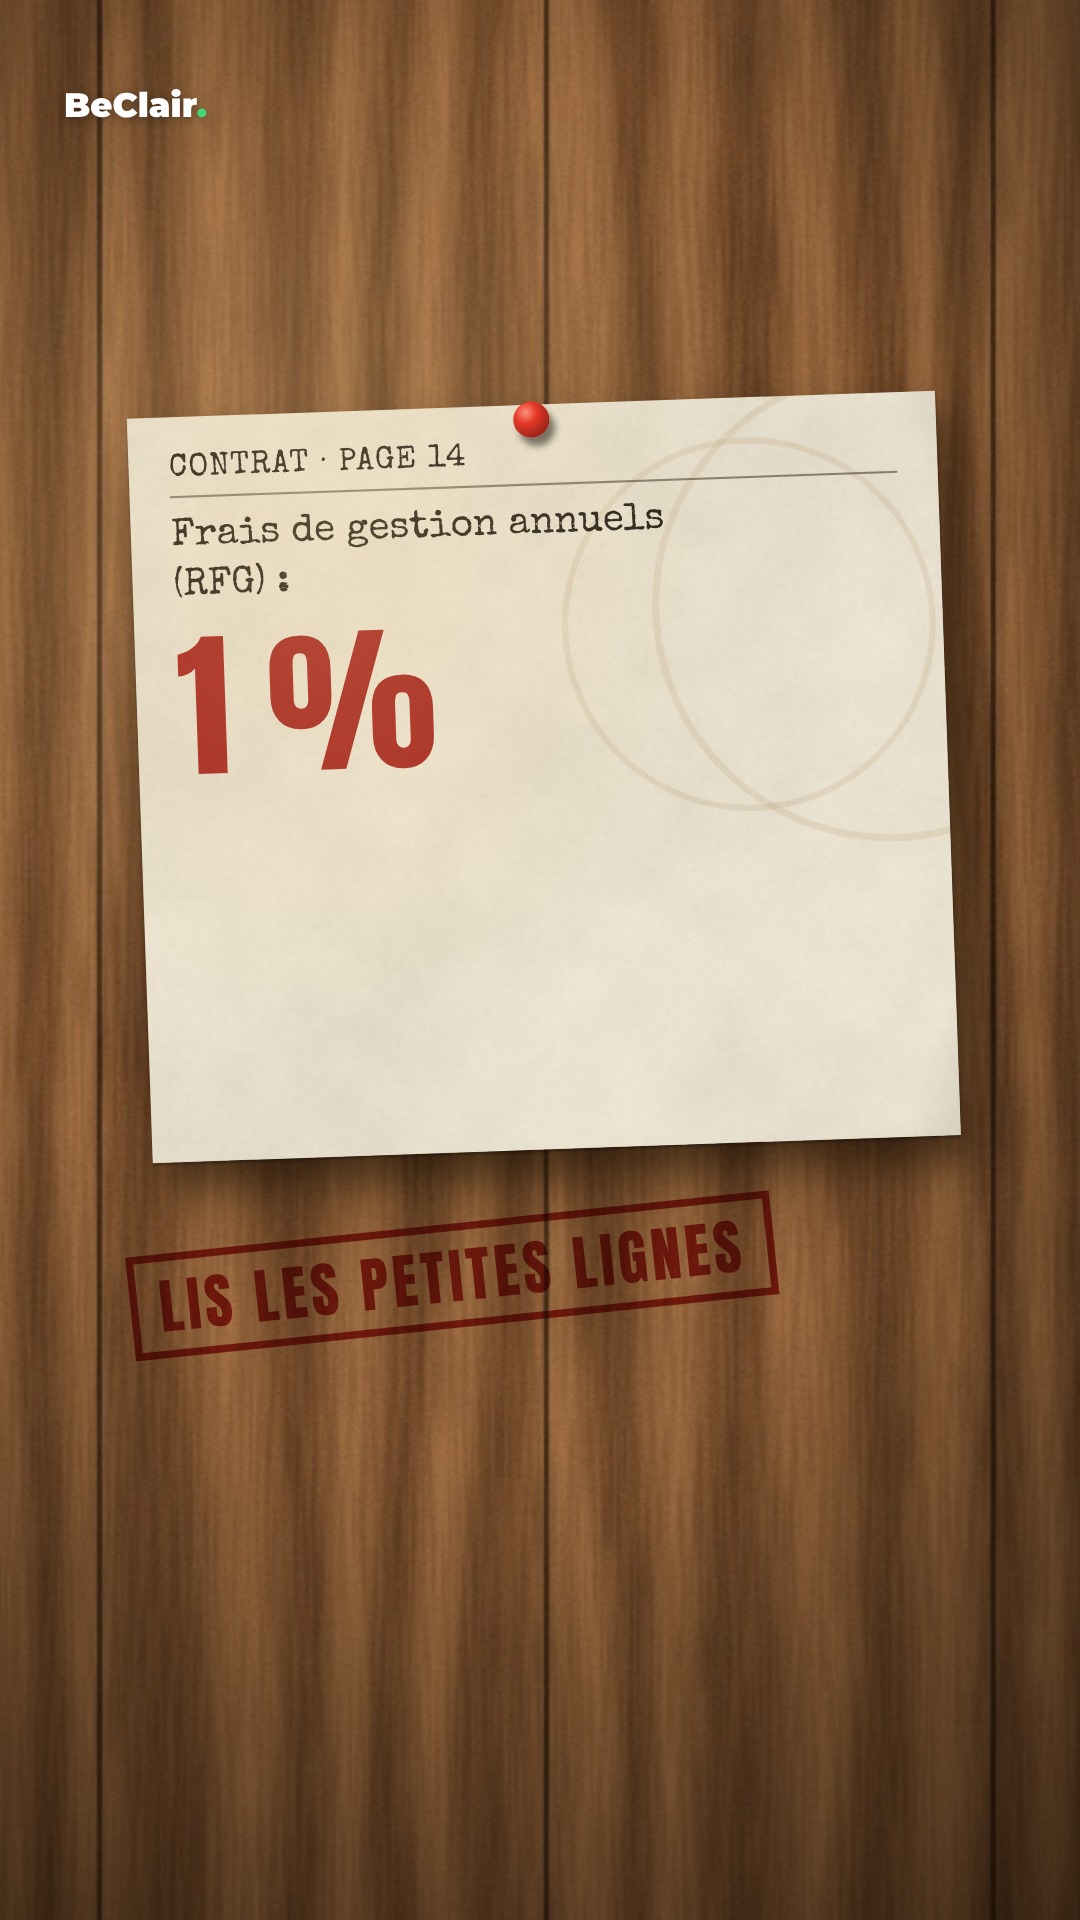 BeClair.
CONTRAT · PAGE 14
Frais de gestion annuels
(RFG) :
1 %
LIS LES PETITES LIGNES